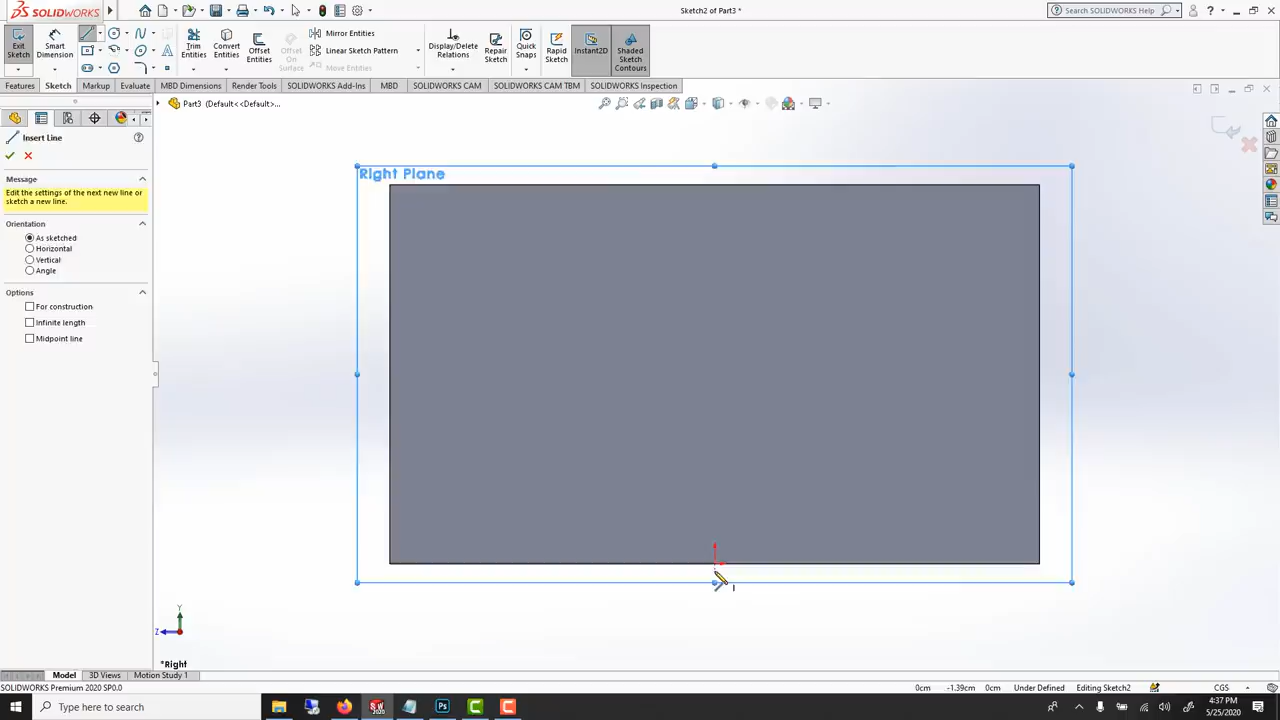 SOLIDWORKS
Sketch2 of Part3 *
Search SOLIDWORKS Help
Exit Sketch
Smart Dimension
Trim Entities
Convert Entities
Offset Entities
Offset On Surface
Mirror Entities
Linear Sketch Pattern
Move Entities
Display/Delete Relations
Repair Sketch
Quick Snaps
Rapid Sketch
Instant2D
Shaded Sketch Contours
Features Sketch Markup Evaluate MBD Dimensions Render Tools SOLIDWORKS Add-Ins MBD SOLIDWORKS CAM SOLIDWORKS CAM TBM SOLIDWORKS Inspection
Part3 (Default<<Default>...
Insert Line
Message
Edit the settings of the next new line or
sketch a new line.
Orientation
As sketched
Horizontal
Vertical
Angle
Options
For construction
Infinite length
Midpoint line
Right Plane
Y
Z
*Right
Model 3D Views Motion Study 1
SOLIDWORKS Premium 2020 SP0.0
0cm -1.39cm 0cm Under Defined Editing Sketch2 CGS
Type here to search
4:37 PM
5/25/2020